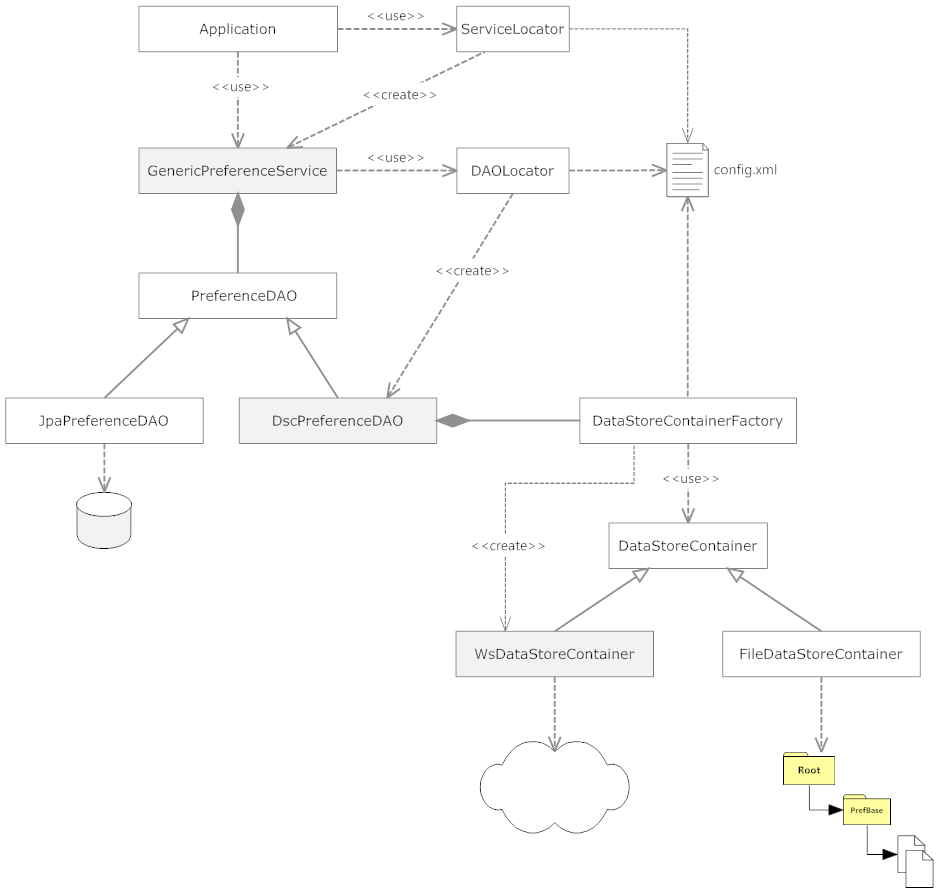 <<use>>
Application
ServiceLocator
<<use>>
<<create>>
<<use>>
GenericPreferenceService
DAOLocator
config.xml
<<create>>
PreferenceDAO
JpaPreferenceDAO
DscPreferenceDAO
DataStoreContainerFactory
<<use>>
<<create>>
DataStoreContainer
WsDataStoreContainer
FileDataStoreContainer
Root
PrefBase